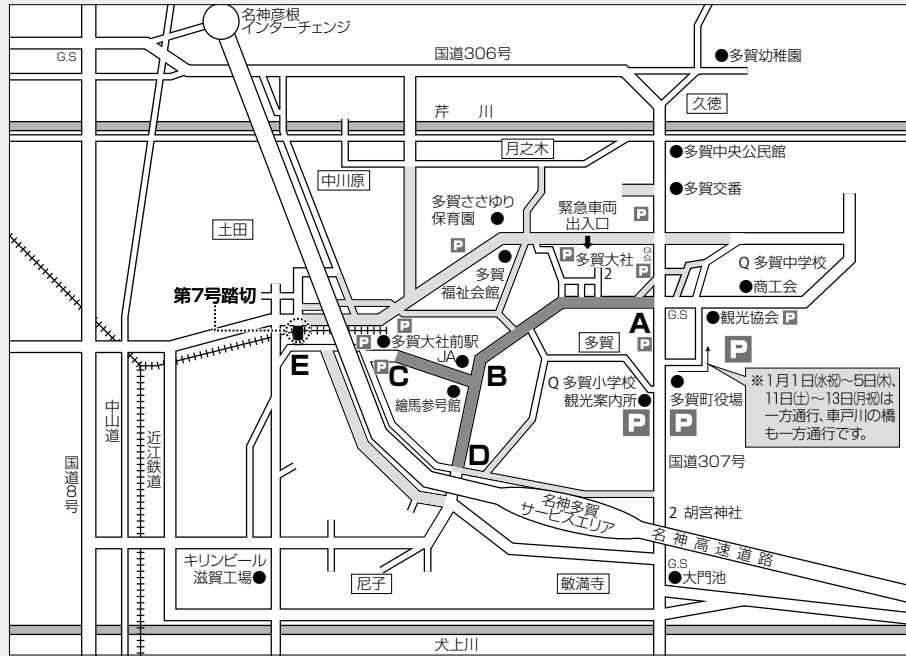 名神彦根
インターチェンジ
国道306号
G.S
多賀幼稚園
久徳
芹 川
月之木
多賀中央公民館
多賀交番
中川原
多賀ささゆり
保育園
緊急車両
出入口
P
P
土田
多賀大社
2
P
G.S
P
Q 多賀中学校
商工会
多賀
福祉会館
第7号踏切
A
G.S
観光協会 P
P
多賀大社前駅
P
JA
多賀
P
P
E
C
P
B
繪馬参号館
Q 多賀小学校
観光案内所
P
多賀町役場
P
※1月1日(水祝)~5日(木)、
11日(土)~13日(月祝)は
一方通行、車戸川の橋
も一方通行です。
D
中山道
近江鉄道
国道8号
国道307号
名神多賀
サービスエリア
2 胡宮神社
名神高速道路
キリンビール
滋賀工場
尼子
敏満寺
G.S
大門池
犬上川